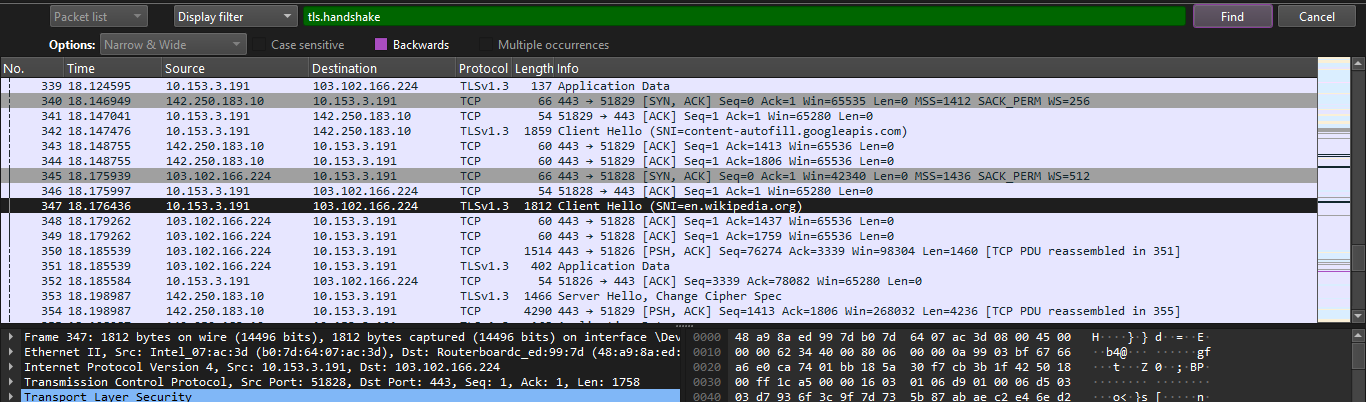 Packet list Display filter tls.handshake Find Cancel
Options: Narrow & Wide Case sensitive Backwards Multiple occurrences
No. Time Source Destination Protocol Length Info
339 18.124595 10.153.3.191 103.102.166.224 TLSv1.3 137 Application Data
340 18.146949 142.250.183.10 10.153.3.191 TCP 66 443 → 51829 [SYN, ACK] Seq=0 Ack=1 Win=65535 Len=0 MSS=1412 SACK_PERM WS=256
341 18.147041 10.153.3.191 142.250.183.10 TCP 54 51829 → 443 [ACK] Seq=1 Ack=1 Win=65280 Len=0
342 18.147476 10.153.3.191 142.250.183.10 TLSv1.3 1859 Client Hello (SNI=content-autofill.googleapis.com)
343 18.148755 142.250.183.10 10.153.3.191 TCP 60 443 → 51829 [ACK] Seq=1 Ack=1413 Win=65536 Len=0
344 18.148755 142.250.183.10 10.153.3.191 TCP 60 443 → 51829 [ACK] Seq=1 Ack=1806 Win=65536 Len=0
345 18.175939 103.102.166.224 10.153.3.191 TCP 66 443 → 51828 [SYN, ACK] Seq=0 Ack=1 Win=42340 Len=0 MSS=1436 SACK_PERM WS=512
346 18.175997 10.153.3.191 103.102.166.224 TCP 54 51828 → 443 [ACK] Seq=1 Ack=1 Win=65280 Len=0
347 18.176436 10.153.3.191 103.102.166.224 TLSv1.3 1812 Client Hello (SNI=en.wikipedia.org)
348 18.179262 103.102.166.224 10.153.3.191 TCP 60 443 → 51828 [ACK] Seq=1 Ack=1437 Win=65536 Len=0
349 18.179262 103.102.166.224 10.153.3.191 TCP 60 443 → 51828 [ACK] Seq=1 Ack=1759 Win=65536 Len=0
350 18.185539 103.102.166.224 10.153.3.191 TCP 1514 443 → 51826 [PSH, ACK] Seq=76274 Ack=3339 Win=98304 Len=1460 [TCP PDU reassembled in 351]
351 18.185539 103.102.166.224 10.153.3.191 TLSv1.3 402 Application Data
352 18.185584 10.153.3.191 103.102.166.224 TCP 54 51826 → 443 [ACK] Seq=3339 Ack=78082 Win=65280 Len=0
353 18.198987 142.250.183.10 10.153.3.191 TLSv1.3 1466 Server Hello, Change Cipher Spec
354 18.198987 142.250.183.10 10.153.3.191 TCP 4290 443 → 51829 [PSH, ACK] Seq=1413 Ack=1806 Win=268032 Len=4236 [TCP PDU reassembled in 355]
Frame 347: 1812 bytes on wire (14496 bits), 1812 bytes captured (14496 bits) on interface \Dev
Ethernet II, Src: Intel_07:ac:3d (b0:7d:64:07:ac:3d), Dst: Routerboardc_ed:99:7d (48:a9:8a:ed:
Internet Protocol Version 4, Src: 10.153.3.191, Dst: 103.102.166.224
Transmission Control Protocol, Src Port: 51828, Dst Port: 443, Seq: 1, Ack: 1, Len: 1758
Transport Layer Security
0000 48 a9 8a ed 99 7d b0 7d 64 07 ac 3d 08 00 45 00 H····}·} d··=··E·
0010 00 00 62 34 40 00 80 06 00 00 0a 99 03 bf 67 66 ··b4@··· ······gf
0020 a6 e0 ca 74 01 bb 18 5a 30 f7 cb 3b 1f 42 50 18 ···t···Z 0··;·BP·
0030 00 ff 1c a5 00 00 16 03 01 06 d9 01 00 06 d5 03
0040 03 d7 93 6f 3c 9f 7d 73 5b 87 ab ae c2 e4 6e d2 ···o<·}s [·····n·